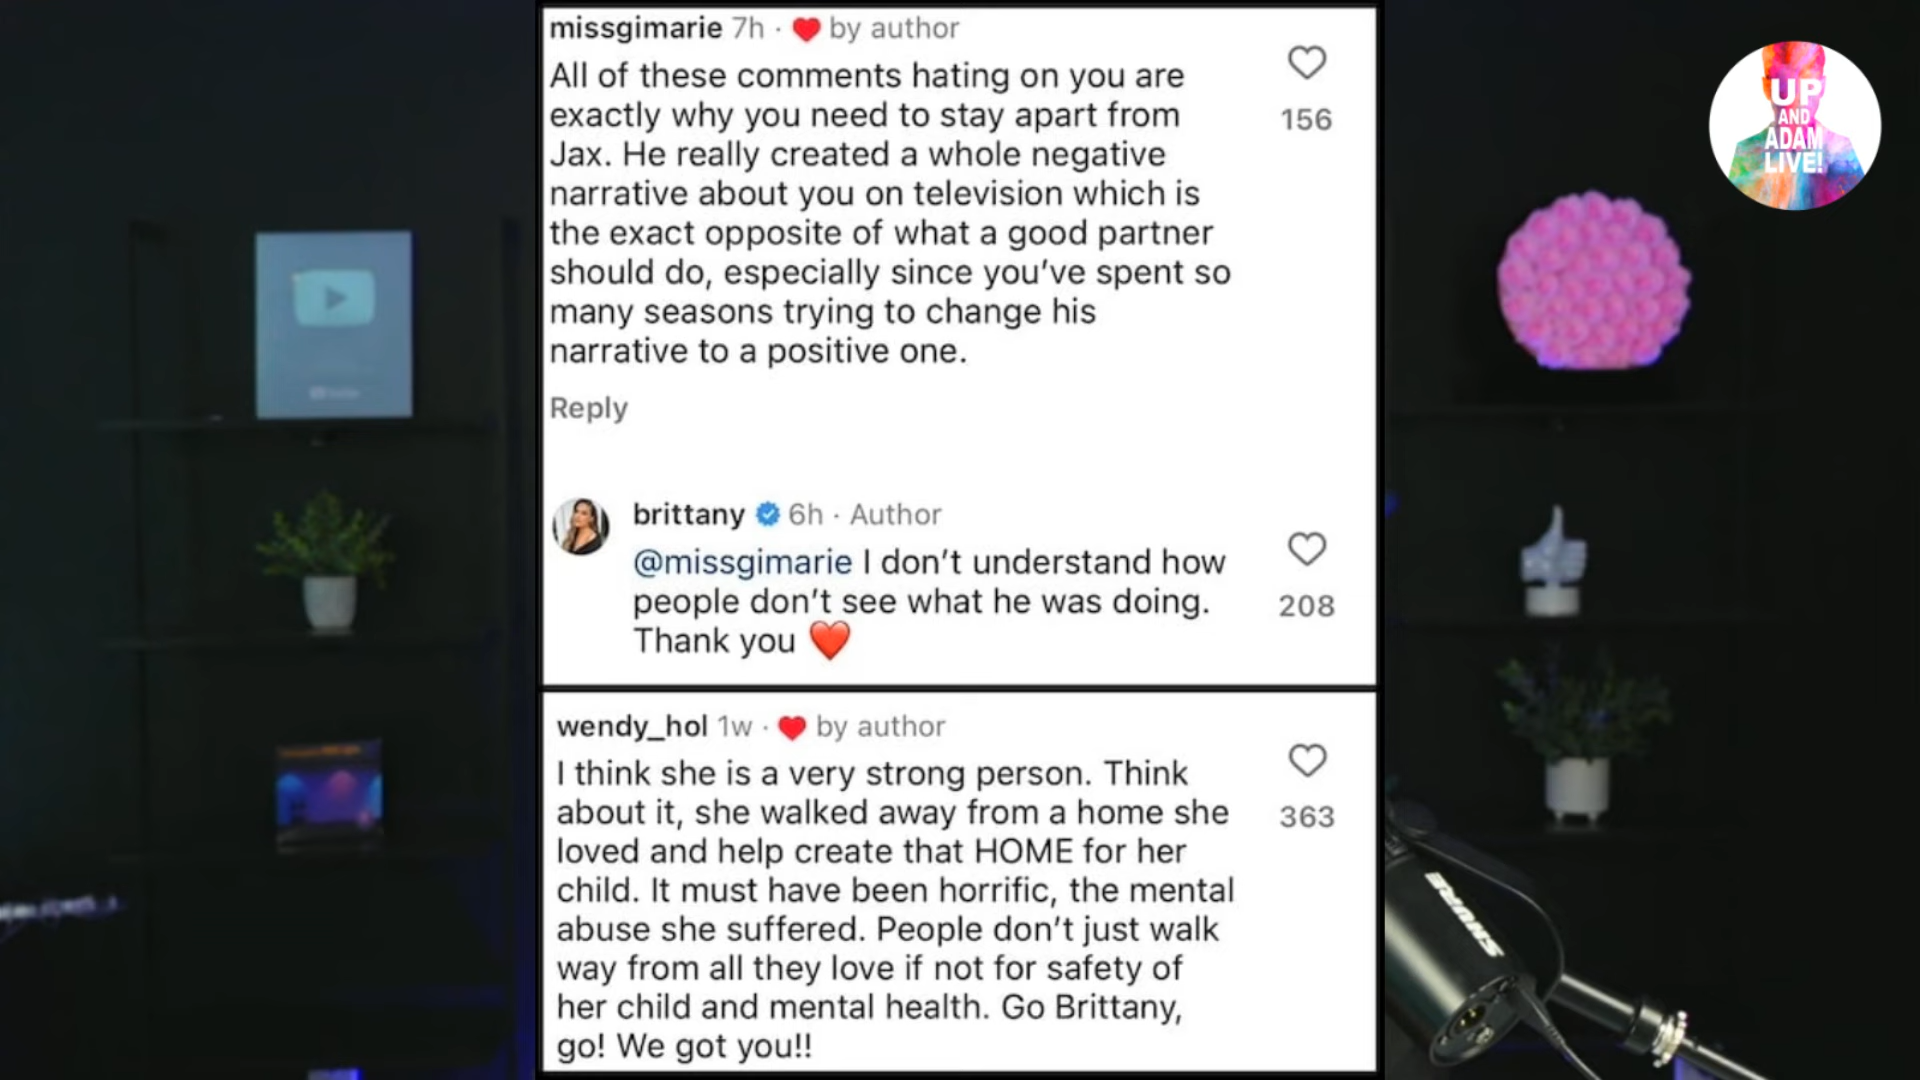 missgimarie 7h · ❤️ by author
All of these comments hating on you are
exactly why you need to stay apart from
Jax. He really created a whole negative
narrative about you on television which is
the exact opposite of what a good partner
should do, especially since you’ve spent so
many seasons trying to change his
narrative to a positive one.
156
Reply
brittany 6h · Author
@missgimarie I don’t understand how
people don’t see what he was doing.
Thank you ❤️
208
wendy_hol 1w · ❤️ by author
I think she is a very strong person. Think
about it, she walked away from a home she
loved and help create that HOME for her
child. It must have been horrific, the mental
abuse she suffered. People don’t just walk
way from all they love if not for safety of
her child and mental health. Go Brittany,
go! We got you!!
363
UP
AND
ADAM
LIVE!
SHURE